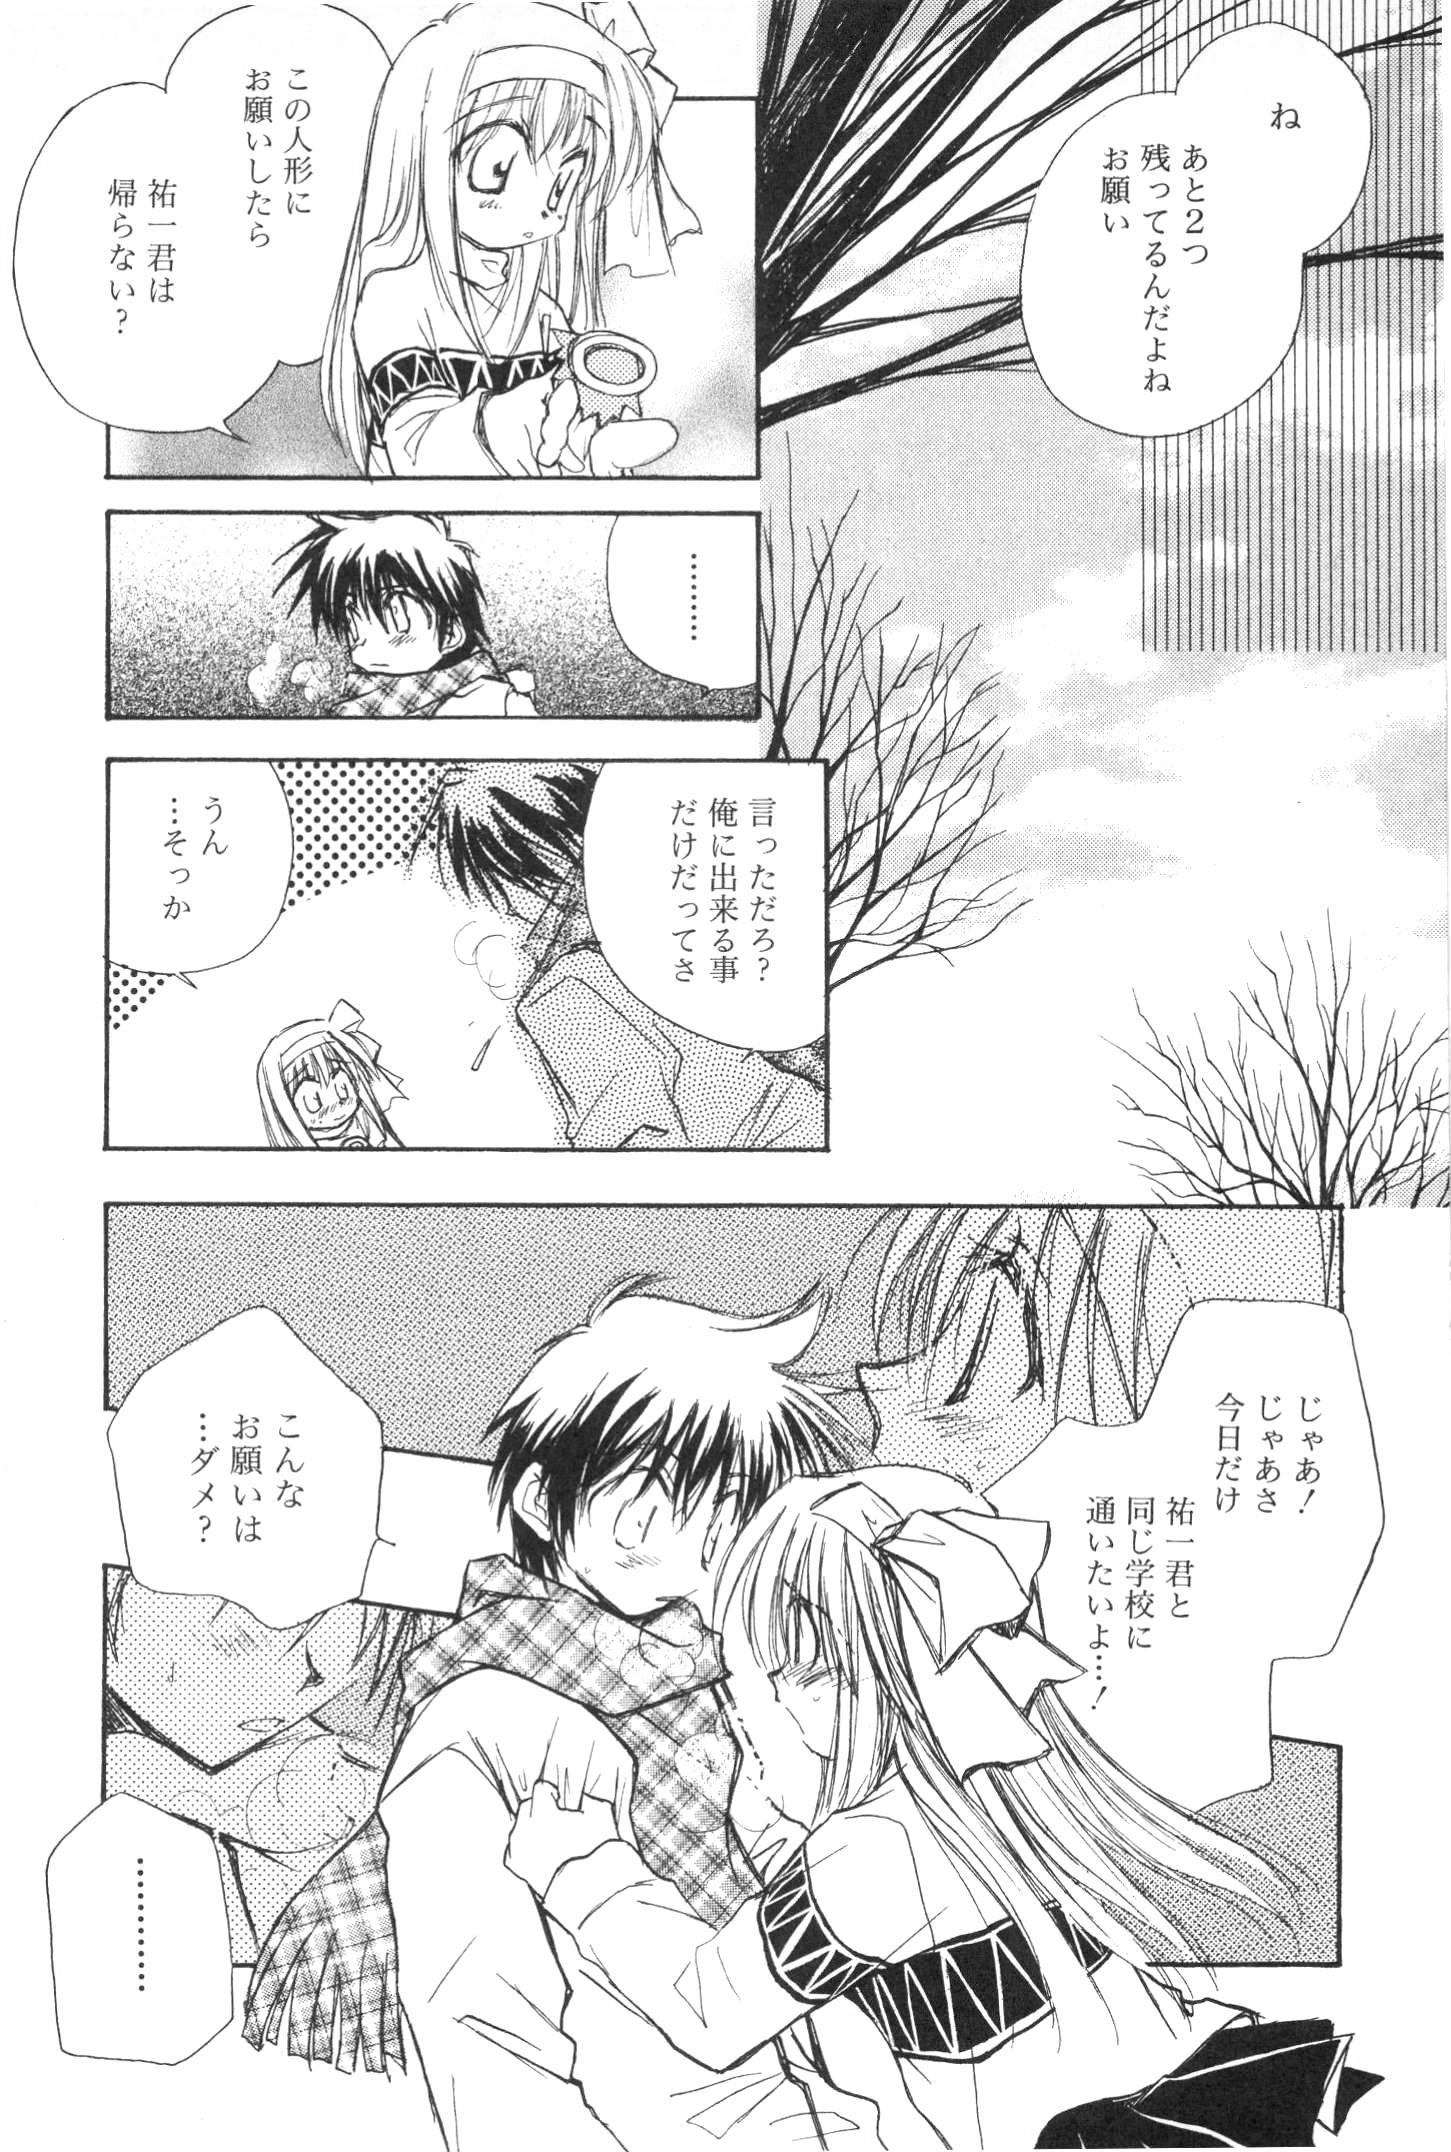 ね
あと２つ
残ってるんだよね
お願い
この人形に
お願いしたら
祐一君は
帰らない？
………
言っただろ？
俺に出来る事
だけだってさ
うん
…そっか
じゃあ！
じゃあさ
今日だけ
祐一君と
同じ学校に
通いたいよ…！
こんな
お願いは
…ダメ？
…………